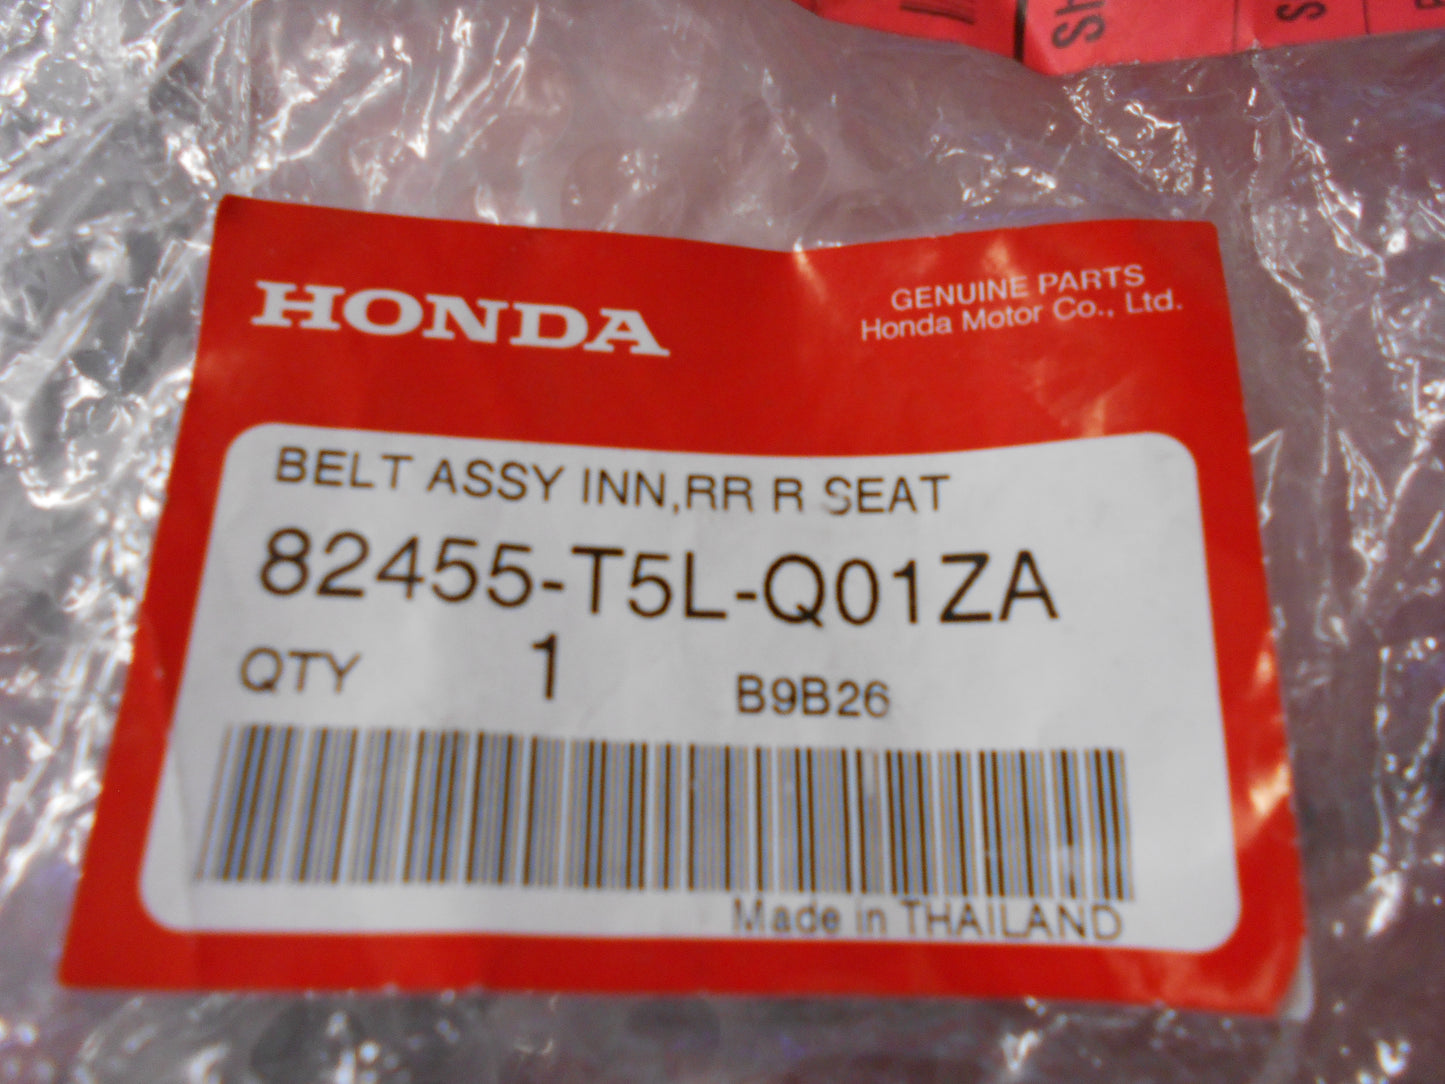 SH
S
HONDA
GENUINE PARTS
Honda Motor Co., Ltd.
BELT ASSY INN,RR R SEAT
82455-T5L-Q01ZA
QTY 1 B9B26
Made in THAILAND